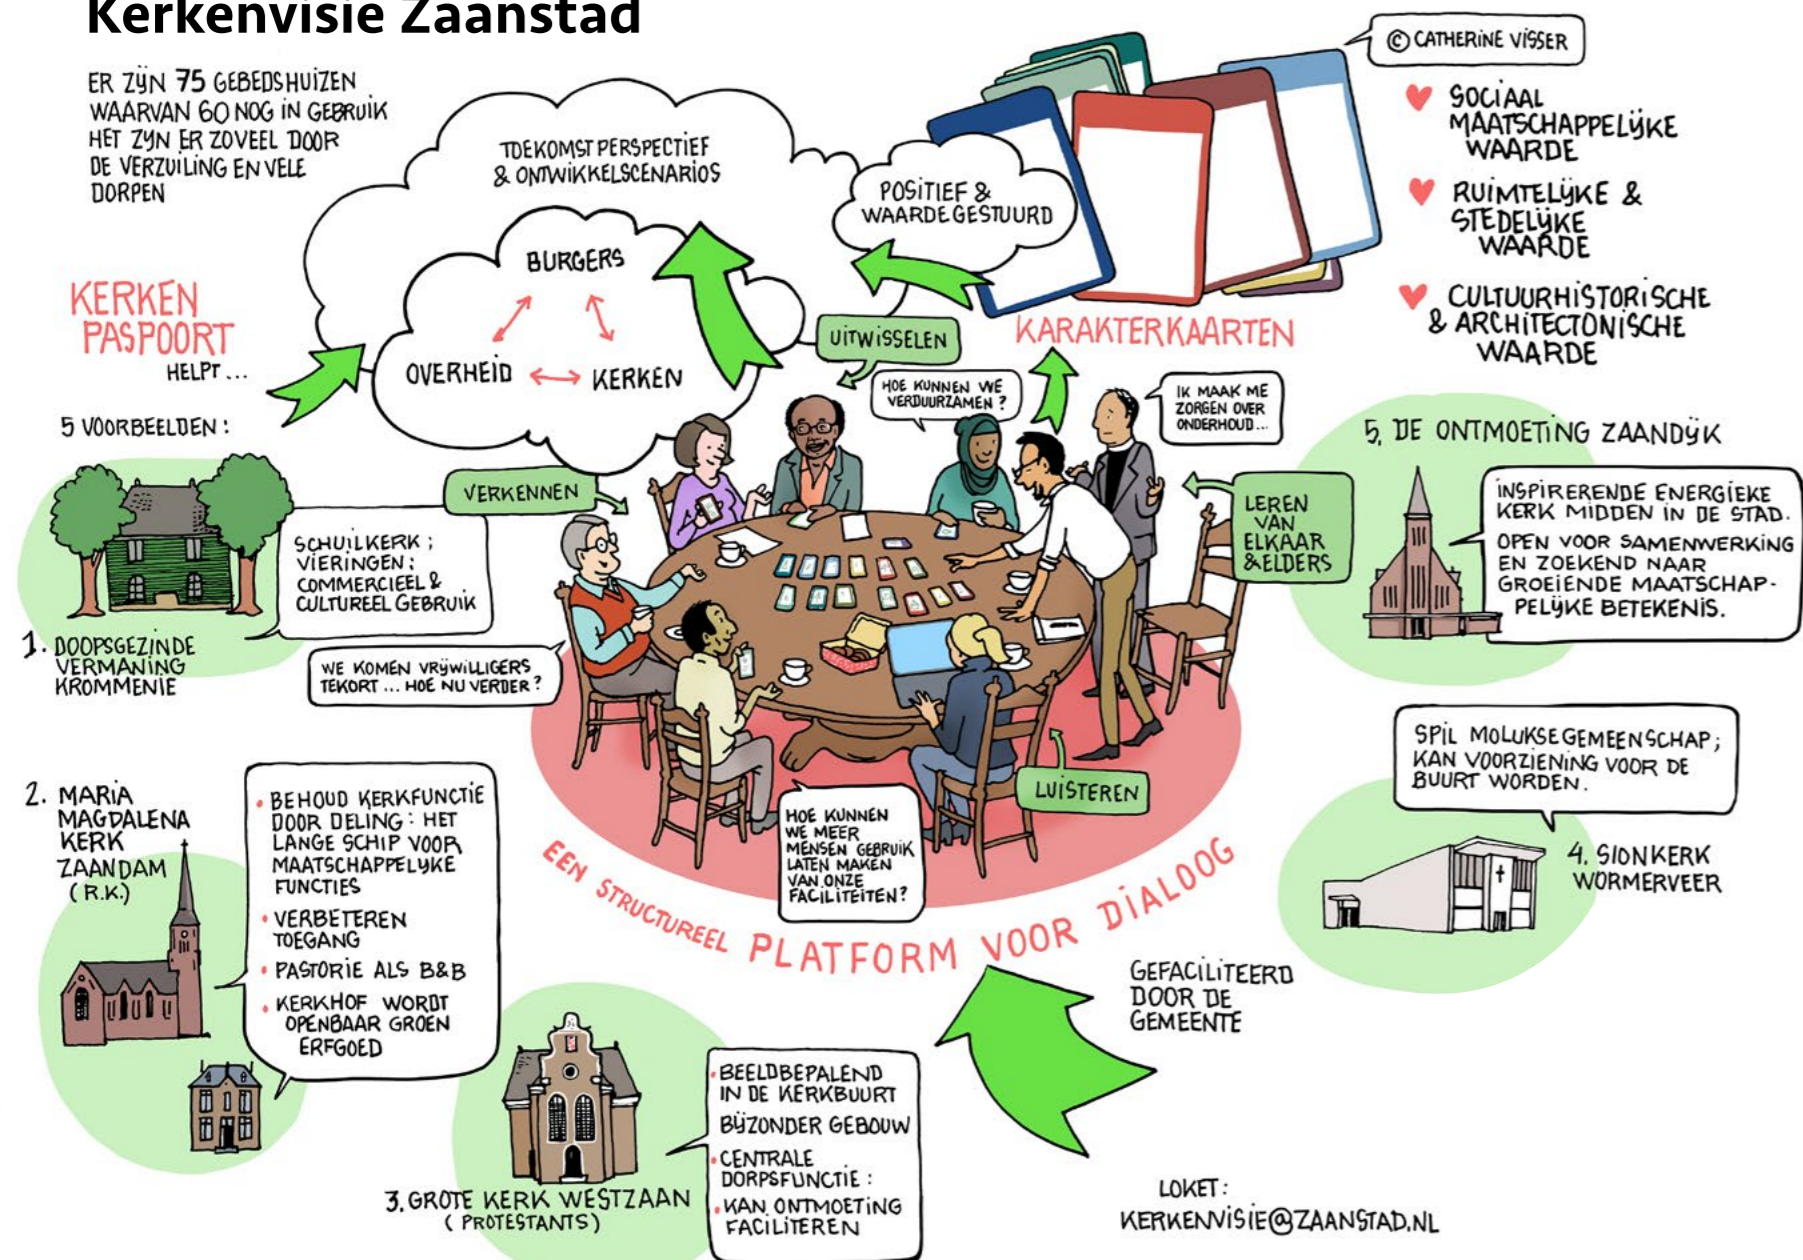 Kerkenvisie Zaanstad
ER ZIJN 75 GEBEDSHUIZEN
WAARVAN 60 NOG IN GEBRUIK
HET ZIJN ER ZOVEEL DOOR
DE VERZUILING EN VELE
DORPEN
TOEKOMST PERSPECTIEF
& ONTWIKKELSCENARIOS
BURGERS
OVERHEID
KERKEN
POSITIEF &
WAARDEGESTUURD
© CATHERINE VISSER
SOCIAAL
MAATSCHAPPELIJKE
WAARDE
RUIMTELIJKE &
STEDELIJKE
WAARDE
CULTUURHISTORISCHE
& ARCHITECTONISCHE
WAARDE
KARAKTERKAARTEN
KERKEN
PASPOORT
HELPT ...
5 VOORBEELDEN:
UITWISSELEN
HOE KUNNEN WE
VERDUURZAMEN?
IK MAAK ME
ZORGEN OVER
ONDERHOUD...
VERKENNEN
LEREN
VAN
ELKAAR
& ELDERS
SCHUILKERK;
VIERINGEN:
COMMERCIEEL &
CULTUREEL GEBRUIK
1. DOOPSGEZINDE
VERMANING
KROMMENIE
WE KOMEN VRIJWILLIGERS
TEKORT ... HOE NU VERDER?
5. DE ONTMOETING ZAANDIJK
INSPIRERENDE ENERGIEKE
KERK MIDDEN IN DE STAD.
OPEN VOOR SAMENWERKING
EN ZOEKEND NAAR
GROEIENDE MAATSCHAP-
PELIJKE BETEKENIS.
LUISTEREN
HOE KUNNEN
WE MEER
MENSEN GEBRUIK
LATEN MAKEN
VAN ONZE
FACILITEITEN?
EEN STRUCTUREEL PLATFORM VOOR DIALOOG
2. MARIA
MAGDALENA
KERK
ZAANDAM
(R.K.)
• BEHOUD KERKFUNCTIE
DOOR DELING: HET
LANGE SCHIP VOOR
MAATSCHAPPELIJKE
FUNCTIES
• VERBETEREN
TOEGANG
• PASTORIE ALS B&B
• KERKHOF WORDT
OPENBAAR GROEN
ERFGOED
SPIL MOLUKSE GEMEENSCHAP;
KAN VOORZIENING VOOR DE
BUURT WORDEN.
4. SIONKERK
WORMERVEER
GEFACILITEERD
DOOR DE
GEMEENTE
3. GROTE KERK WESTZAAN
(PROTESTANTS)
• BEELDBEPALEND
IN DE KERKBUURT
BIJZONDER GEBOUW
• CENTRALE
DORPSFUNCTIE:
• KAN ONTMOETING
FACILITEREN
LOKET:
KERKENVISIE@ZAANSTAD.NL